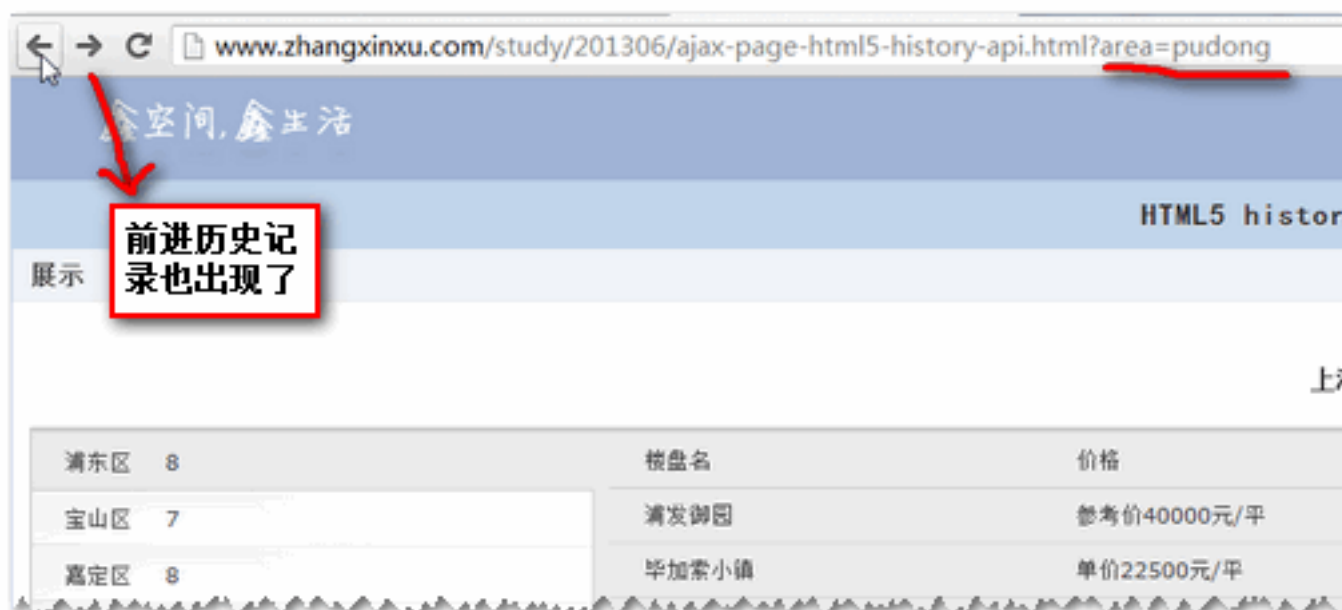 www.zhangxinxu.com/study/201306/ajax-page-html5-history-api.html?area=pudong
鑫空间,鑫生活
HTML5 histor
前进历史记
录也出现了
展示
浦东区 8 楼盘名 价格
宝山区 7 浦发御园 参考价40000元/平
嘉定区 8 毕加索小镇 单价22500元/平